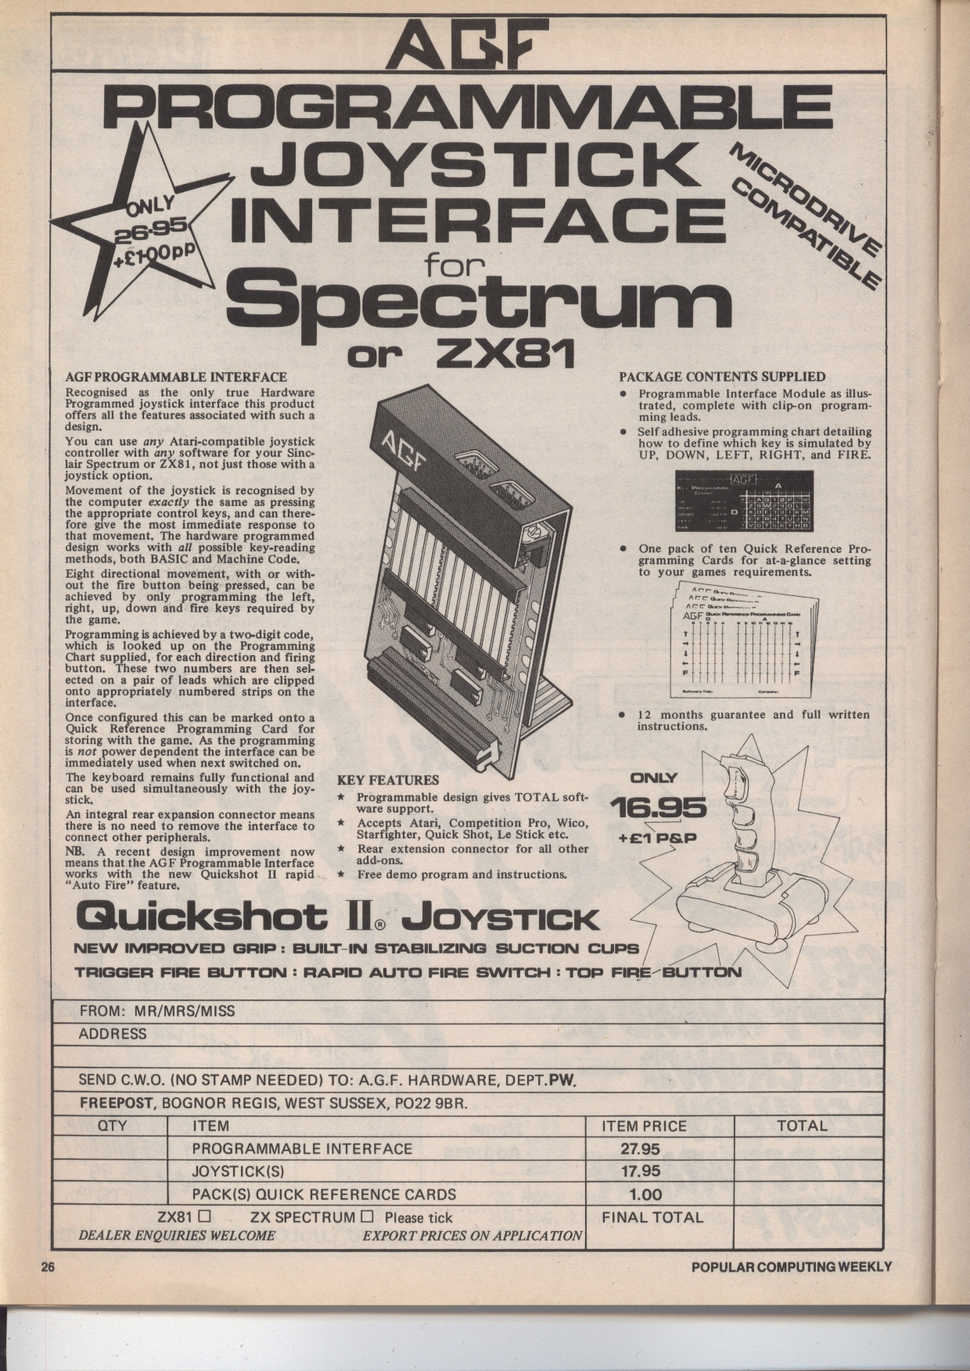 AGF
PROGRAMMABLE
JOYSTICK
INTERFACE
for
Spectrum
or ZX81
MICRODRIVE
COMPATIBLE
ONLY
26·95
+£1·00pp
AGF PROGRAMMABLE INTERFACE
Recognised as the only true Hardware
Programmed joystick interface this product
offers all the features associated with such a
design.
You can use any Atari-compatible joystick
controller with any software for your Sinc-
lair Spectrum or ZX81, not just those with a
joystick option.
Movement of the joystick is recognised by
the computer exactly the same as pressing
the appropriate control keys, and can there-
fore give the most immediate response to
that movement. The hardware programmed
design works with all possible key-reading
methods, both BASIC and Machine Code.
Eight directional movement, with or with-
out the fire button being pressed, can be
achieved by only programming the left,
right, up, down and fire keys required by
the game.
Programming is achieved by a two-digit code,
which is looked up on the Programming
Chart supplied, for each direction and firing
button. These two numbers are then sel-
ected on a pair of leads which are clipped
onto appropriately numbered strips on the
interface.
Once configured this can be marked onto a
Quick Reference Programming Card for
storing with the game. As the programming
is not power dependent the interface can be
immediately used when next switched on.
The keyboard remains fully functional and
can be used simultaneously with the joy-
stick.
An integral rear expansion connector means
there is no need to remove the interface to
connect other peripherals.
NB. A recent design improvement now
means that the AGF Programmable Interface
works with the new Quickshot II rapid
"Auto Fire" feature.
AGF
KEY FEATURES
★ Programmable design gives TOTAL soft-
ware support.
★ Accepts Atari, Competition Pro, Wico,
Starfighter, Quick Shot, Le Stick etc.
★ Rear extension connector for all other
add-ons.
★ Free demo program and instructions.
PACKAGE CONTENTS SUPPLIED
● Programmable Interface Module as illus-
trated, complete with clip-on program-
ming leads.
● Self adhesive programming chart detailing
how to define which key is simulated by
UP, DOWN, LEFT, RIGHT, and FIRE.
AGF
● One pack of ten Quick Reference Pro-
gramming Cards for at-a-glance setting
to your games requirements.
AGF Quick Reference Programming Card
● 12 months guarantee and full written
instructions.
ONLY
16.95
+£1 P&P
Quickshot II® JOYSTICK
NEW IMPROVED GRIP : BUILT-IN STABILIZING SUCTION CUPS
TRIGGER FIRE BUTTON : RAPID AUTO FIRE SWITCH : TOP FIRE BUTTON
FROM: MR/MRS/MISS
ADDRESS
SEND C.W.O. (NO STAMP NEEDED) TO: A.G.F. HARDWARE, DEPT.PW,
FREEPOST, BOGNOR REGIS, WEST SUSSEX, PO22 9BR.
QTY ITEM ITEM PRICE TOTAL
PROGRAMMABLE INTERFACE 27.95
JOYSTICK(S) 17.95
PACK(S) QUICK REFERENCE CARDS 1.00
ZX81 □ ZX SPECTRUM □ Please tick FINAL TOTAL
DEALER ENQUIRIES WELCOME EXPORT PRICES ON APPLICATION
26 POPULAR COMPUTING WEEKLY